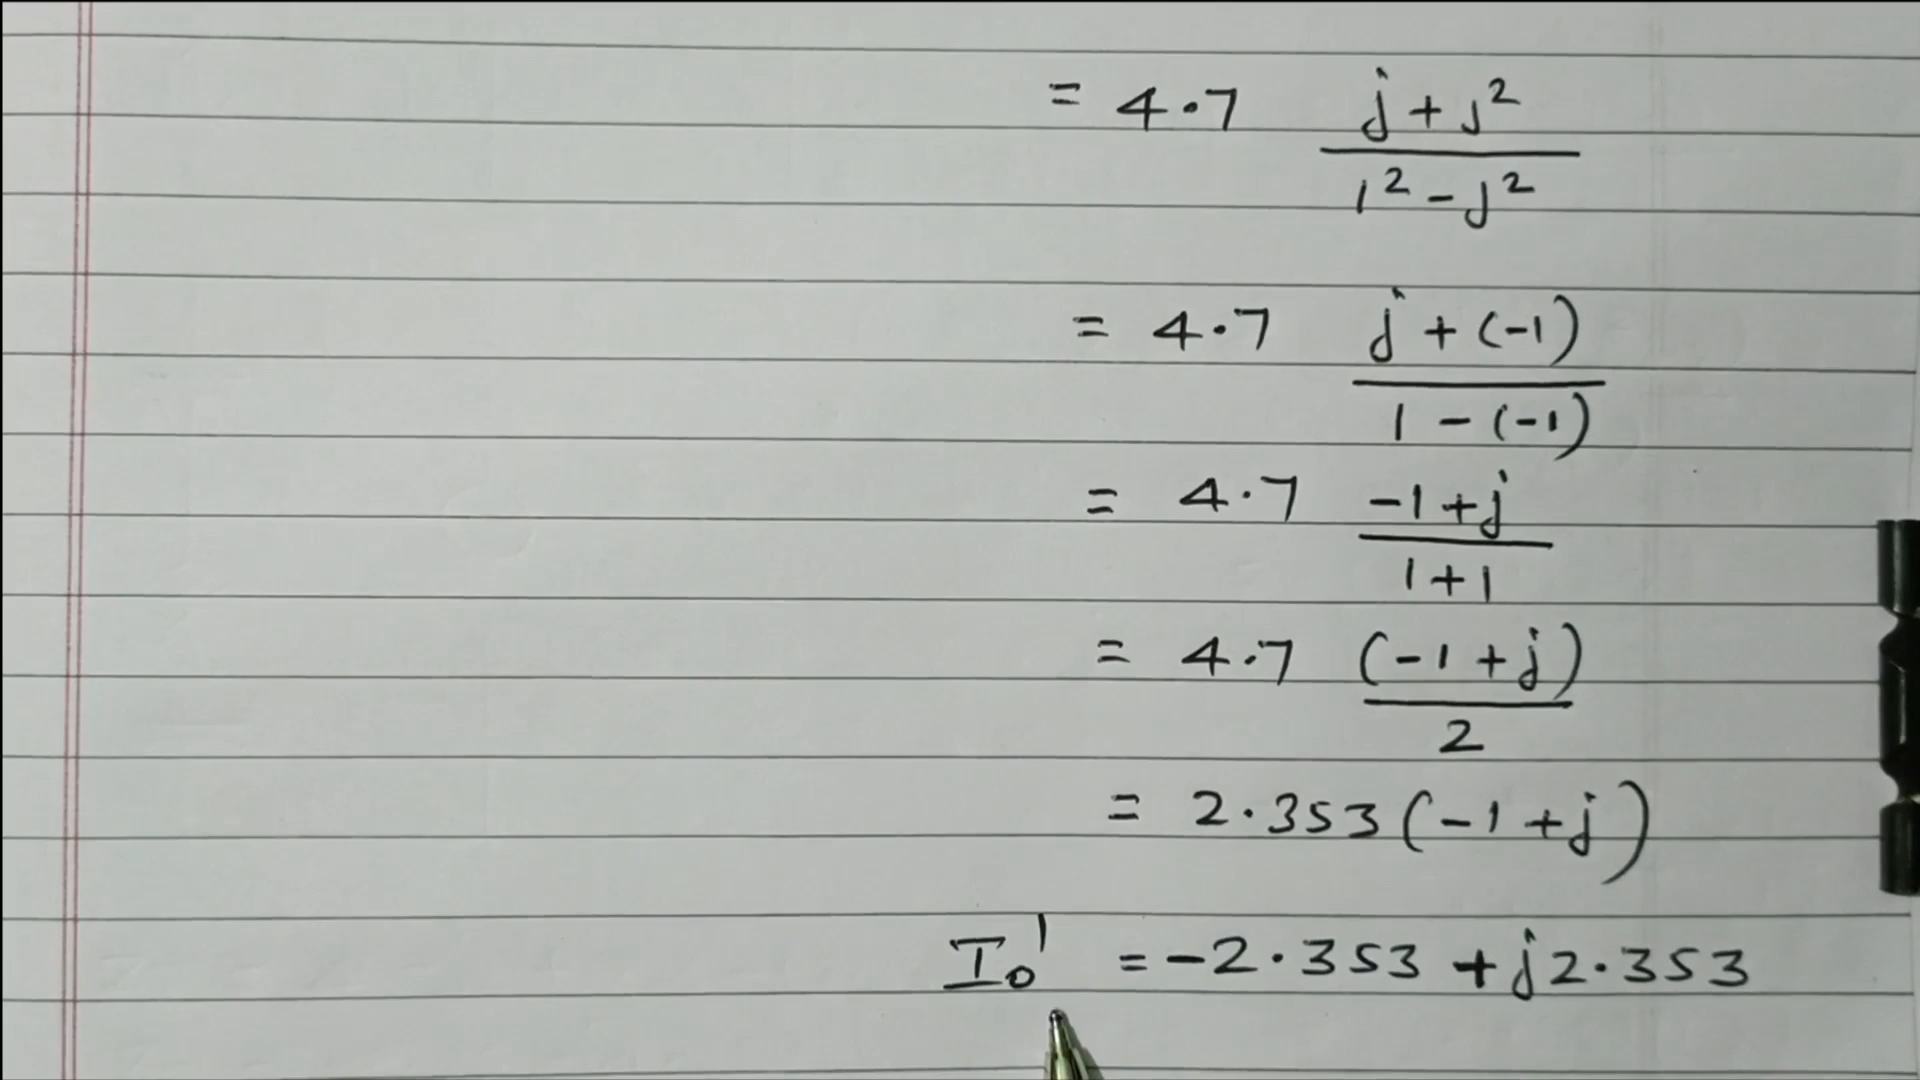 = 4.7 j + j²
1² - j²
= 4.7 j + (-1)
1 - (-1)
= 4.7 -1 + j
1 + 1
= 4.7 (-1 + j)
2
= 2.353 (-1 + j)
I₀' = -2.353 + j2.353